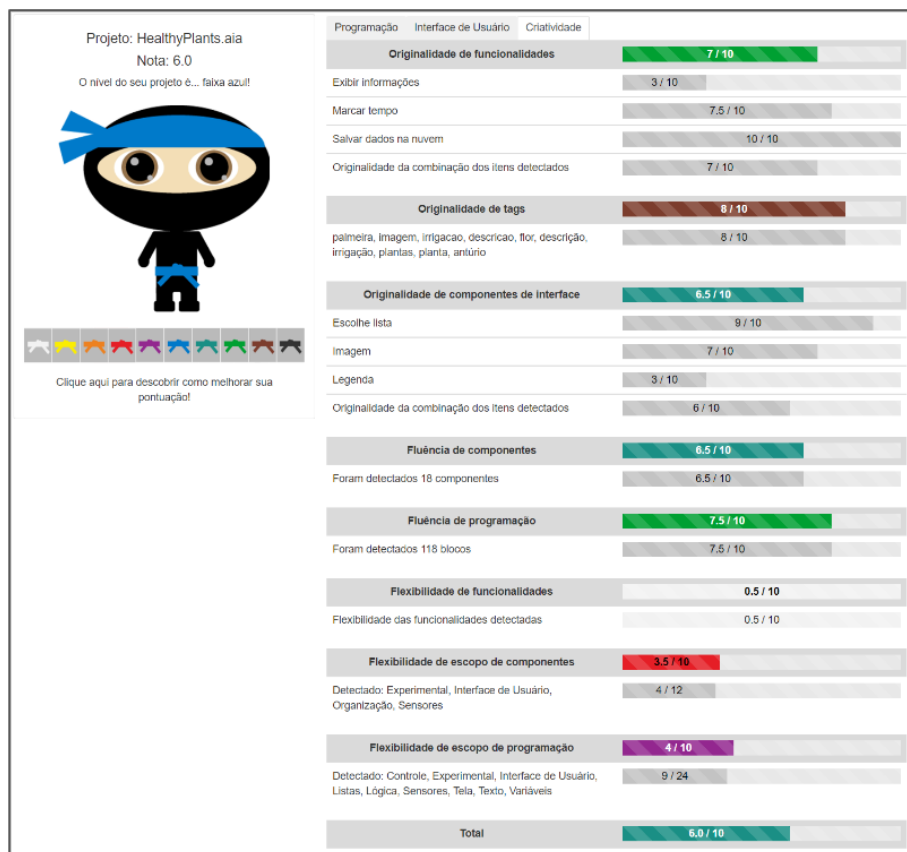 Projeto: HealthyPlants.aia
Nota: 6.0
O nível do seu projeto é... faixa azul!
Clique aqui para descobrir como melhorar sua
pontuação!
Programação Interface de Usuário Criatividade
Originalidade de funcionalidades 7 / 10
Exibir informações 3 / 10
Marcar tempo 7.5 / 10
Salvar dados na nuvem 10 / 10
Originalidade da combinação dos itens detectados 7 / 10
Originalidade de tags 8 / 10
palmeira, imagem, irrigacao, descricao, flor, descrição, 8 / 10
irrigação, plantas, planta, antúrio
Originalidade de componentes de interface 6.5 / 10
Escolhe lista 9 / 10
Imagem 7 / 10
Legenda 3 / 10
Originalidade da combinação dos itens detectados 6 / 10
Fluência de componentes 6.5 / 10
Foram detectados 18 componentes 6.5 / 10
Fluência de programação 7.5 / 10
Foram detectados 118 blocos 7.5 / 10
Flexibilidade de funcionalidades 0.5 / 10
Flexibilidade das funcionalidades detectadas 0.5 / 10
Flexibilidade de escopo de componentes 3.5 / 10
Detectado: Experimental, Interface de Usuário, 4 / 12
Organização, Sensores
Flexibilidade de escopo de programação 4 / 10
Detectado: Controle, Experimental, Interface de Usuário, 9 / 24
Listas, Lógica, Sensores, Tela, Texto, Variáveis
Total 6.0 / 10